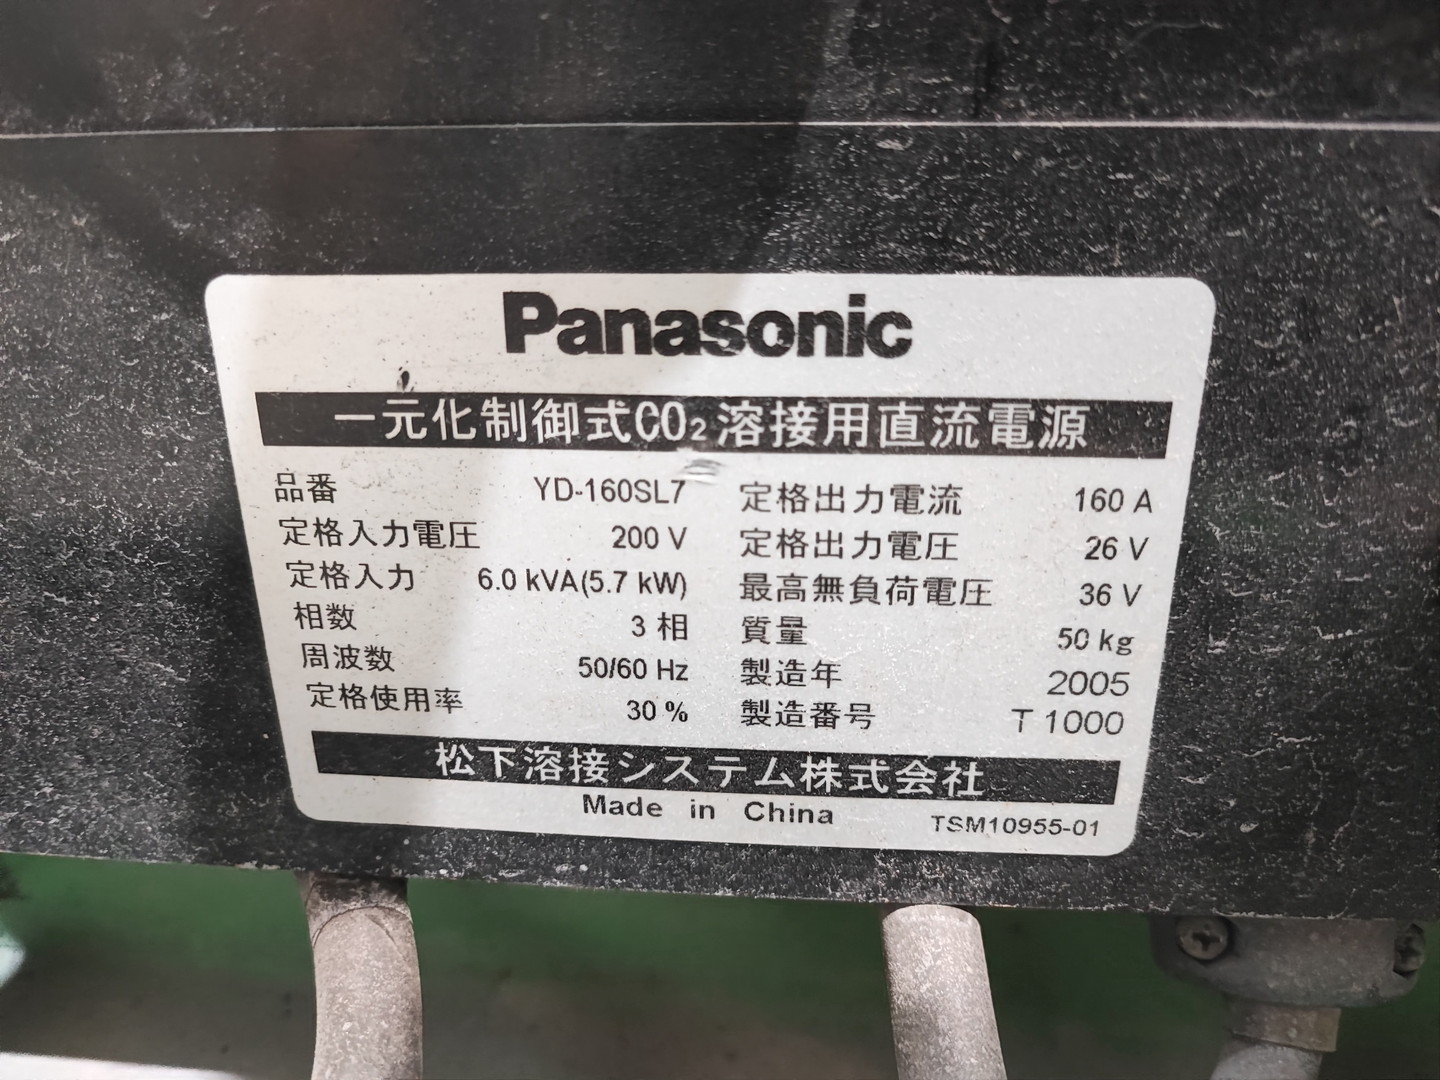 Panasonic
一元化制御式CO₂溶接用直流電源
品番 YD-160SL7
定格入力電圧 200 V
定格入力 6.0 kVA(5.7 kW)
相数 3 相
周波数 50/60 Hz
定格使用率 30 %
定格出力電流 160 A
定格出力電圧 26 V
最高無負荷電圧 36 V
質量 50 kg
製造年 2005
製造番号 T 1000
松下溶接システム株式会社
Made in China
TSM10955-01